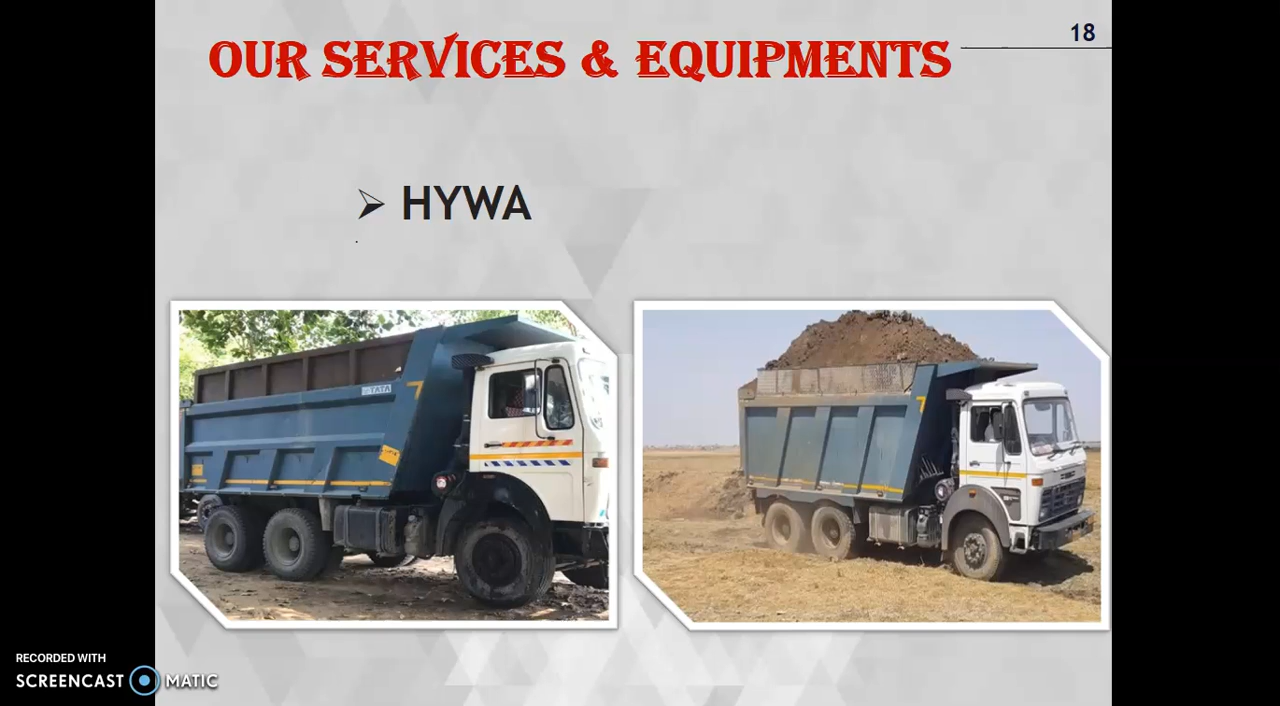 18
OUR SERVICES & EQUIPMENTS
➢ HYWA
TATA
RECORDED WITH
SCREENCAST MATIC